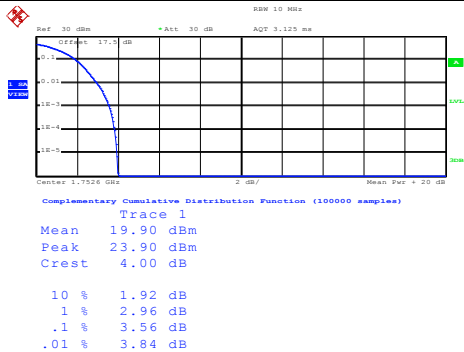 RBW 10 MHz
Ref 30 dBm *Att 30 dB AQT 3.125 ms
Offset 17.5 dB
0.1
A
0.01
1 SA
VIEW
1E-3
LVL
1E-4
1E-5
3DB
Center 1.7526 GHz 2 dB/ Mean Pwr + 20 dB
Complementary Cumulative Distribution Function (100000 samples)
Trace 1
Mean 19.90 dBm
Peak 23.90 dBm
Crest 4.00 dB
10 % 1.92 dB
1 % 2.96 dB
.1 % 3.56 dB
.01 % 3.84 dB